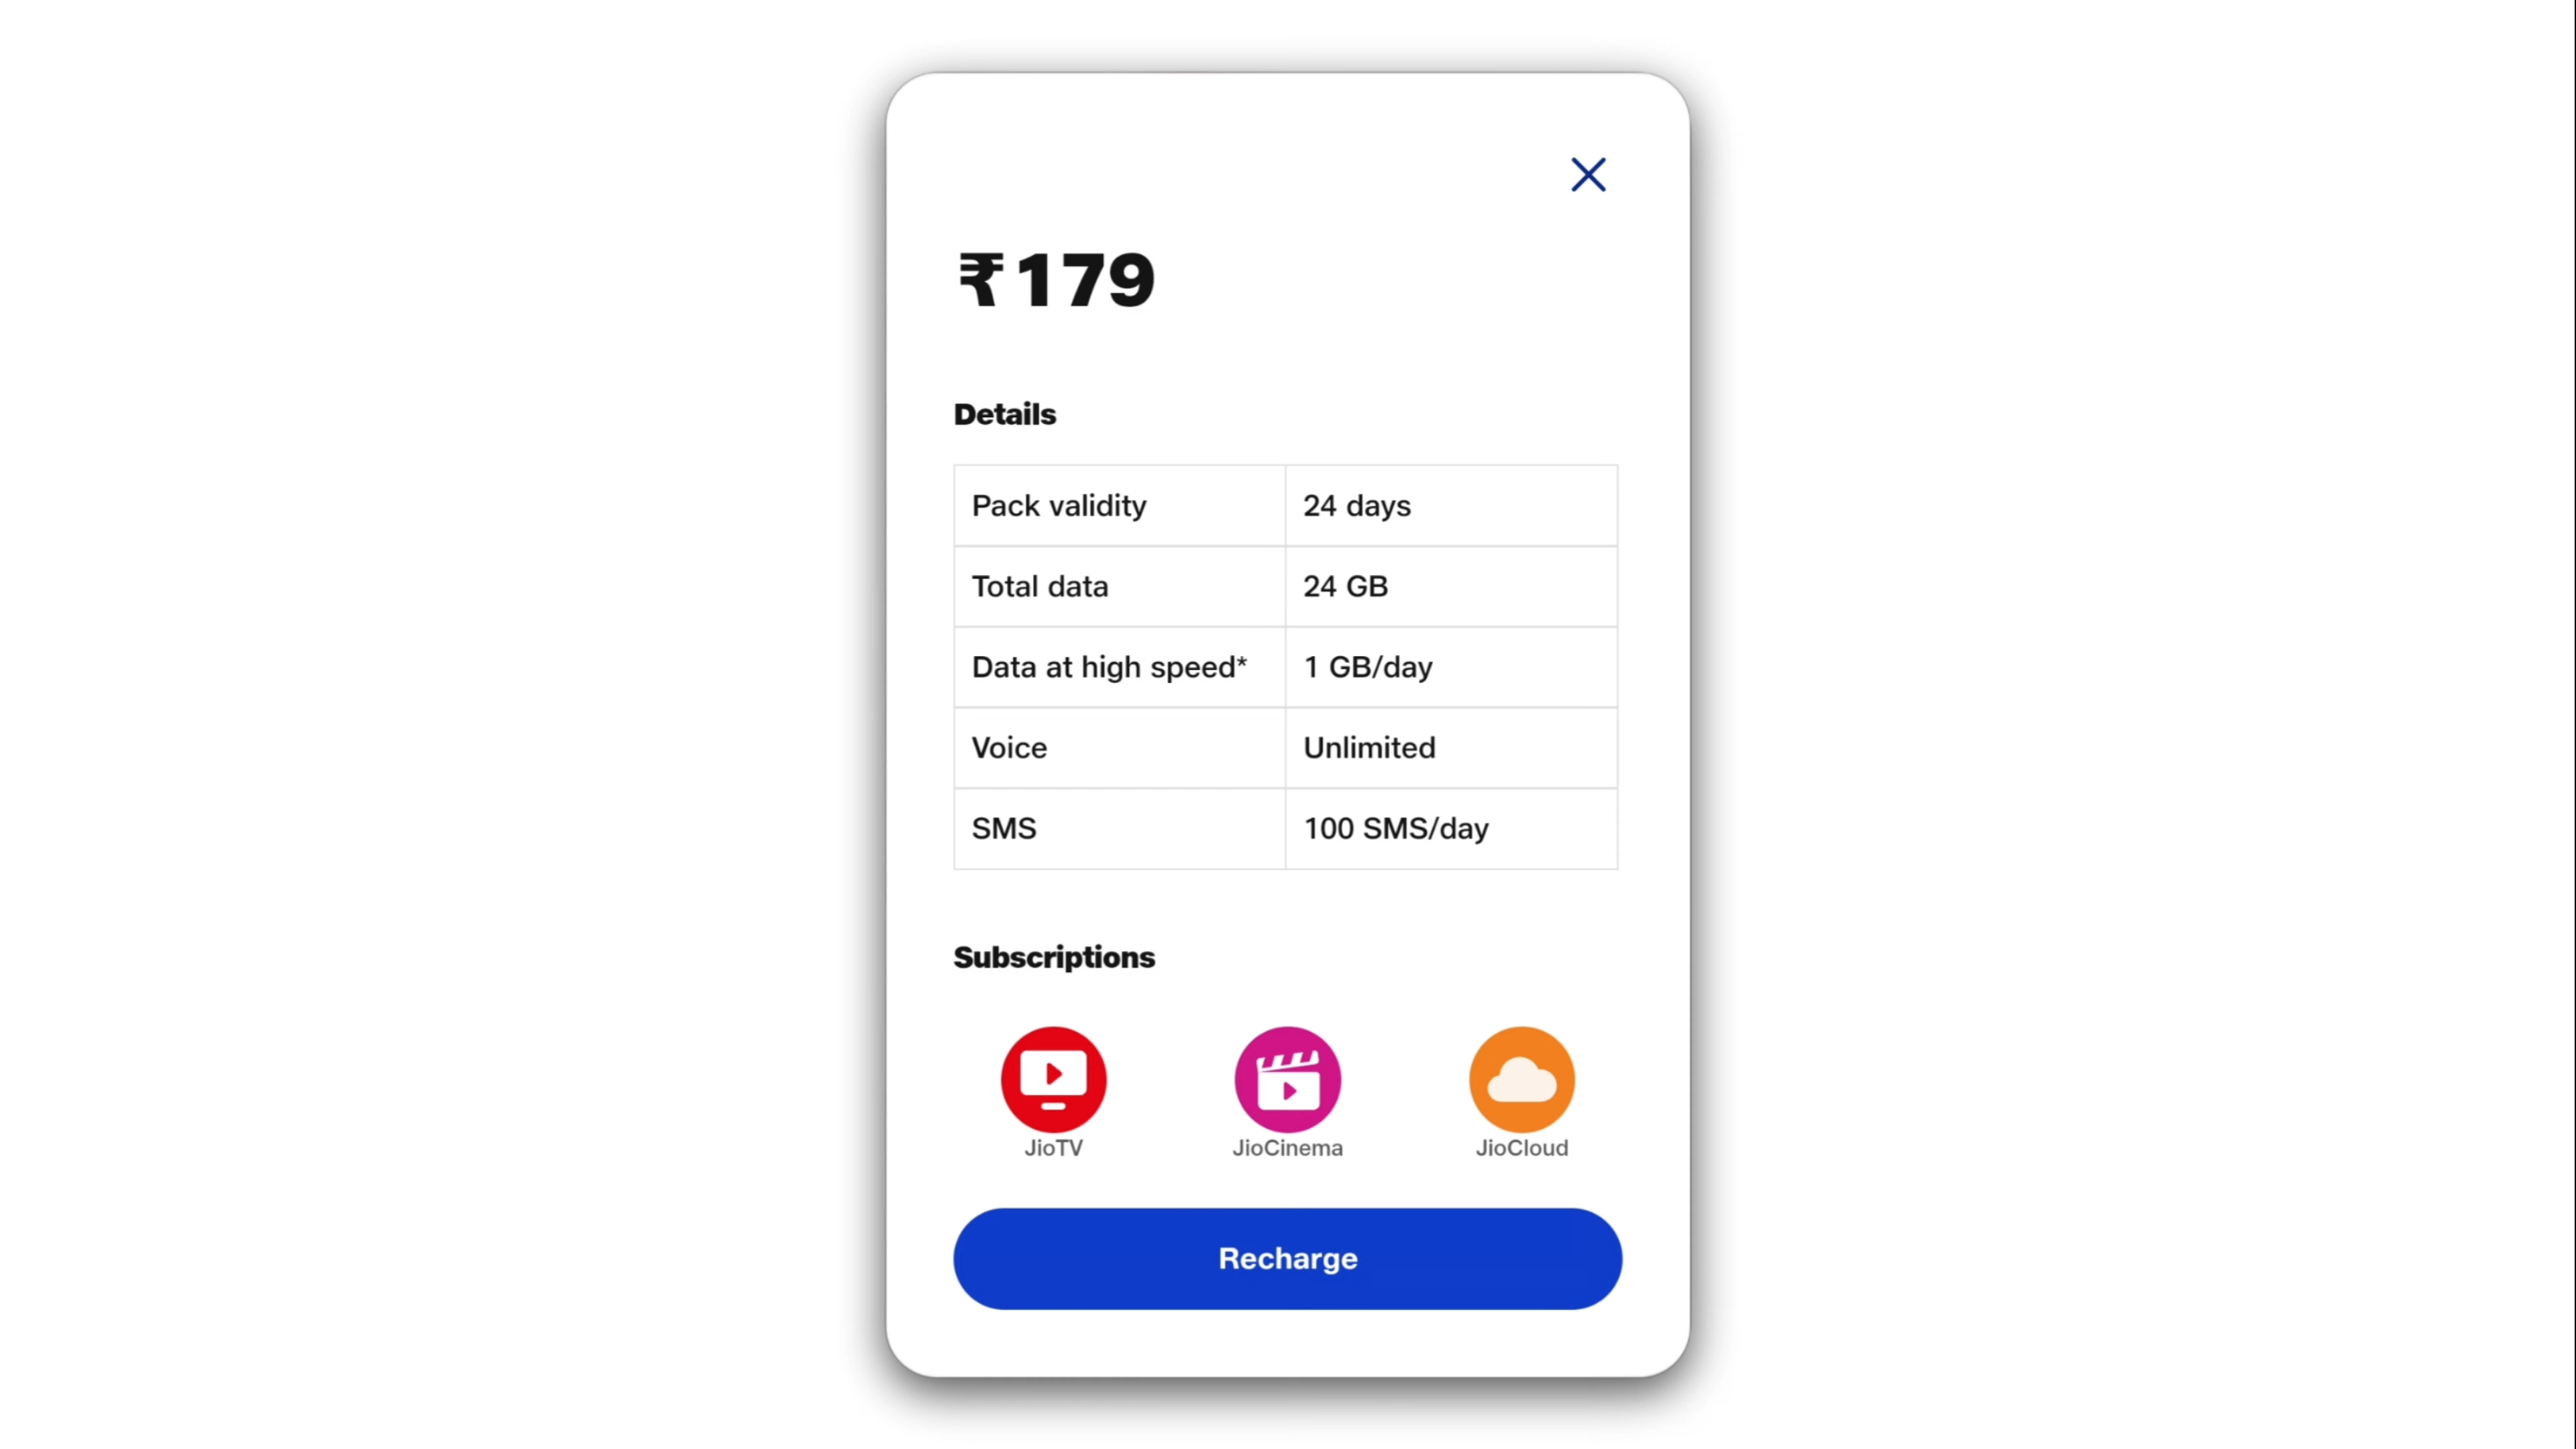 ₹179
Details
Pack validity 24 days
Total data 24 GB
Data at high speed* 1 GB/day
Voice Unlimited
SMS 100 SMS/day
Subscriptions
JioTV JioCinema JioCloud
Recharge